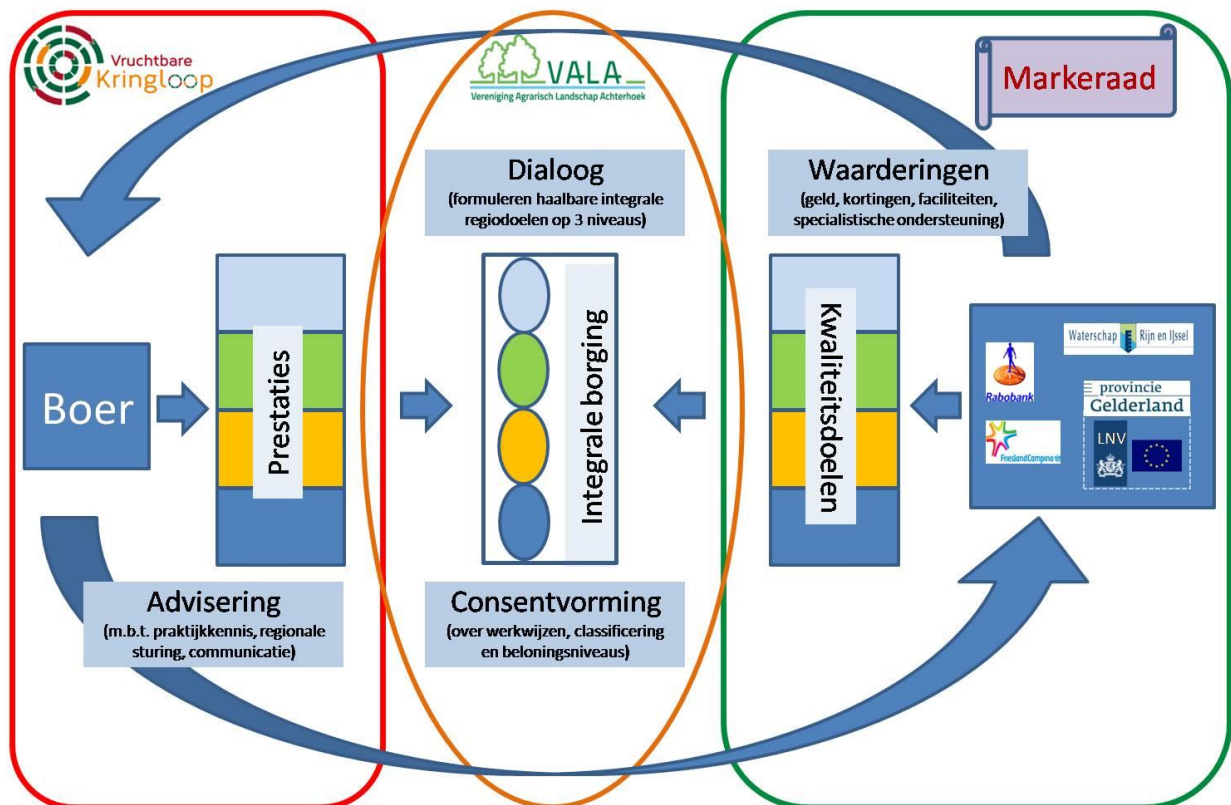 Vruchtbare
Kringloop
VALA
Vereniging Agrarisch Landschap Achterhoek
Markeraad
Dialoog
(formuleren haalbare integrale
regiodoelen op 3 niveaus)
Waarderingen
(geld, kortingen, faciliteiten,
specialistische ondersteuning)
Boer
Prestaties
Integrale borging
Kwaliteitsdoelen
Waterschap Rijn en IJssel
Rabobank
provincie
Gelderland
FrieslandCampina
LNV
Advisering
(m.b.t. praktijkkennis, regionale
sturing, communicatie)
Consentvorming
(over werkwijzen, classificering
en beloningsniveaus)